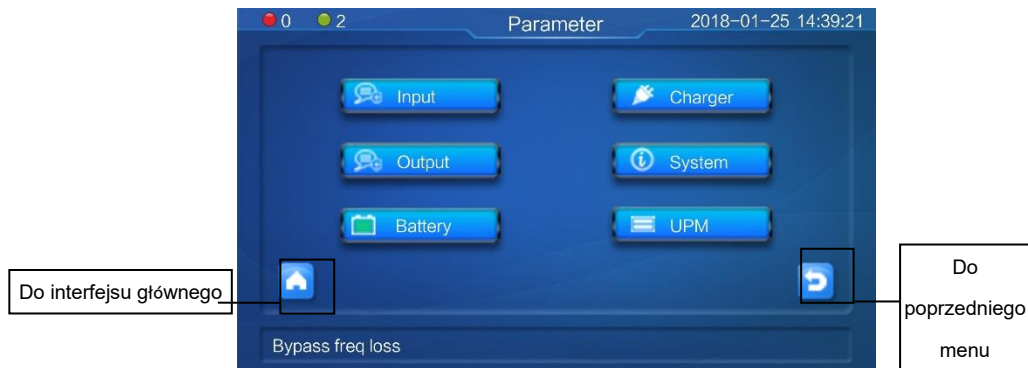 0 2 Parameter 2018-01-25 14:39:21
Input
Charger
Output
System
Battery
UPM
Do interfejsu głównego
Do
poprzedniego
menu
Bypass freq loss